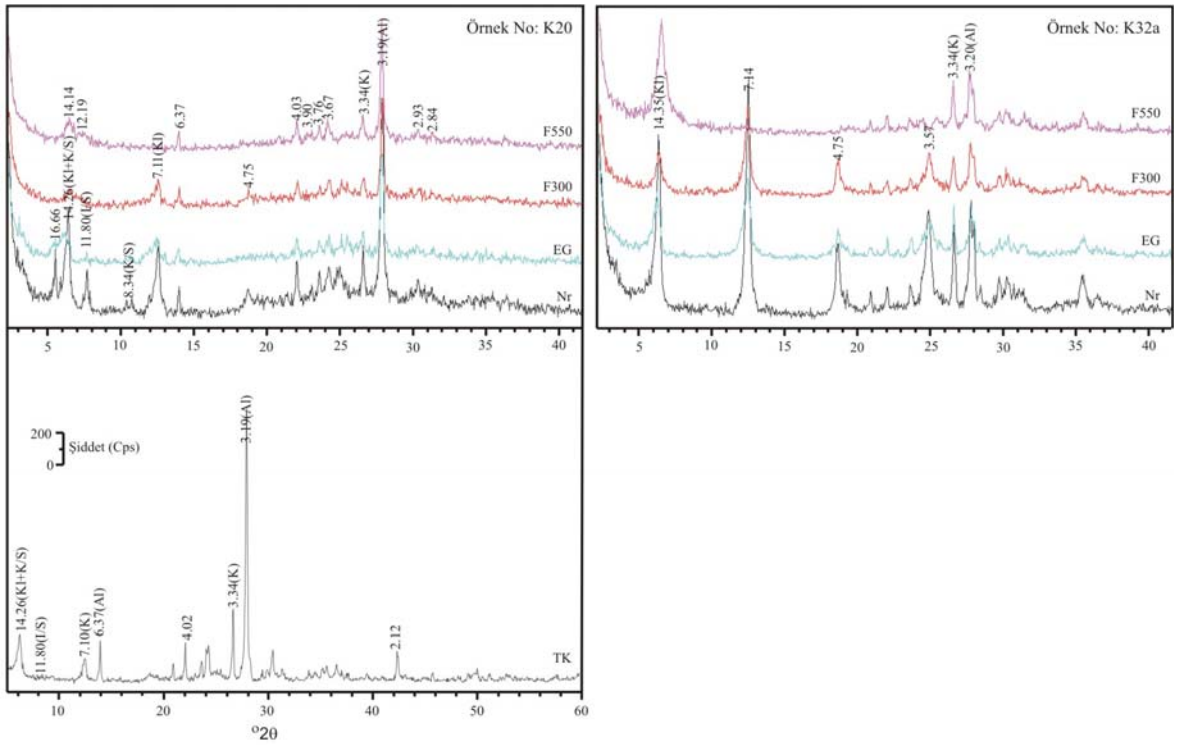 Örnek No: K20
3.19(Al)
14.14
12.19
6.37
4.03
3.90
3.76
3.67
3.34(K)
2.93
2.84
F550
14.26(Kl+K/S)
7.11(Kl)
4.75
F300
16.66
11.80(I/S)
8.34(K/S)
EG
Nr
5 10 15 20 25 30 35 40
Örnek No: K32a
14.35(Kl)
7.14
3.34(K)
3.20(Al)
F550
4.75
3.57
F300
EG
Nr
5 10 15 20 25 30 35 40
200
0
Şiddet (Cps)
3.19(Al)
14.26(Kl+K/S)
11.80(I/S)
7.10(K)
6.37(Al)
4.02
3.34(K)
2.12
TK
10 20 30 40 50 60
°2θ